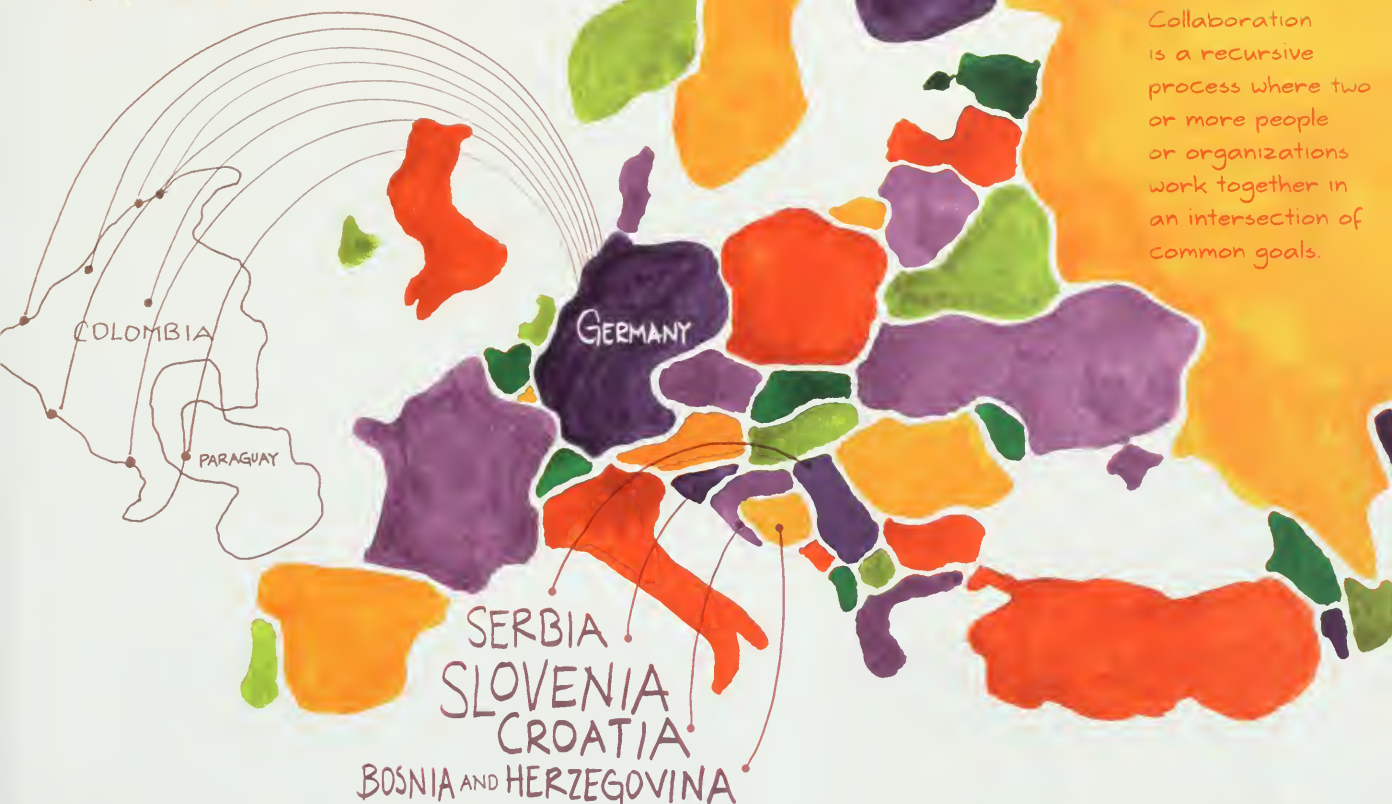 Collaboration
is a recursive
process where two
or more people
or organizations
work together in
an intersection of
common goals.
GERMANY
COLOMBIA
PARAGUAY
SERBIA
SLOVENIA
CROATIA
BOSNIA AND HERZEGOVINA